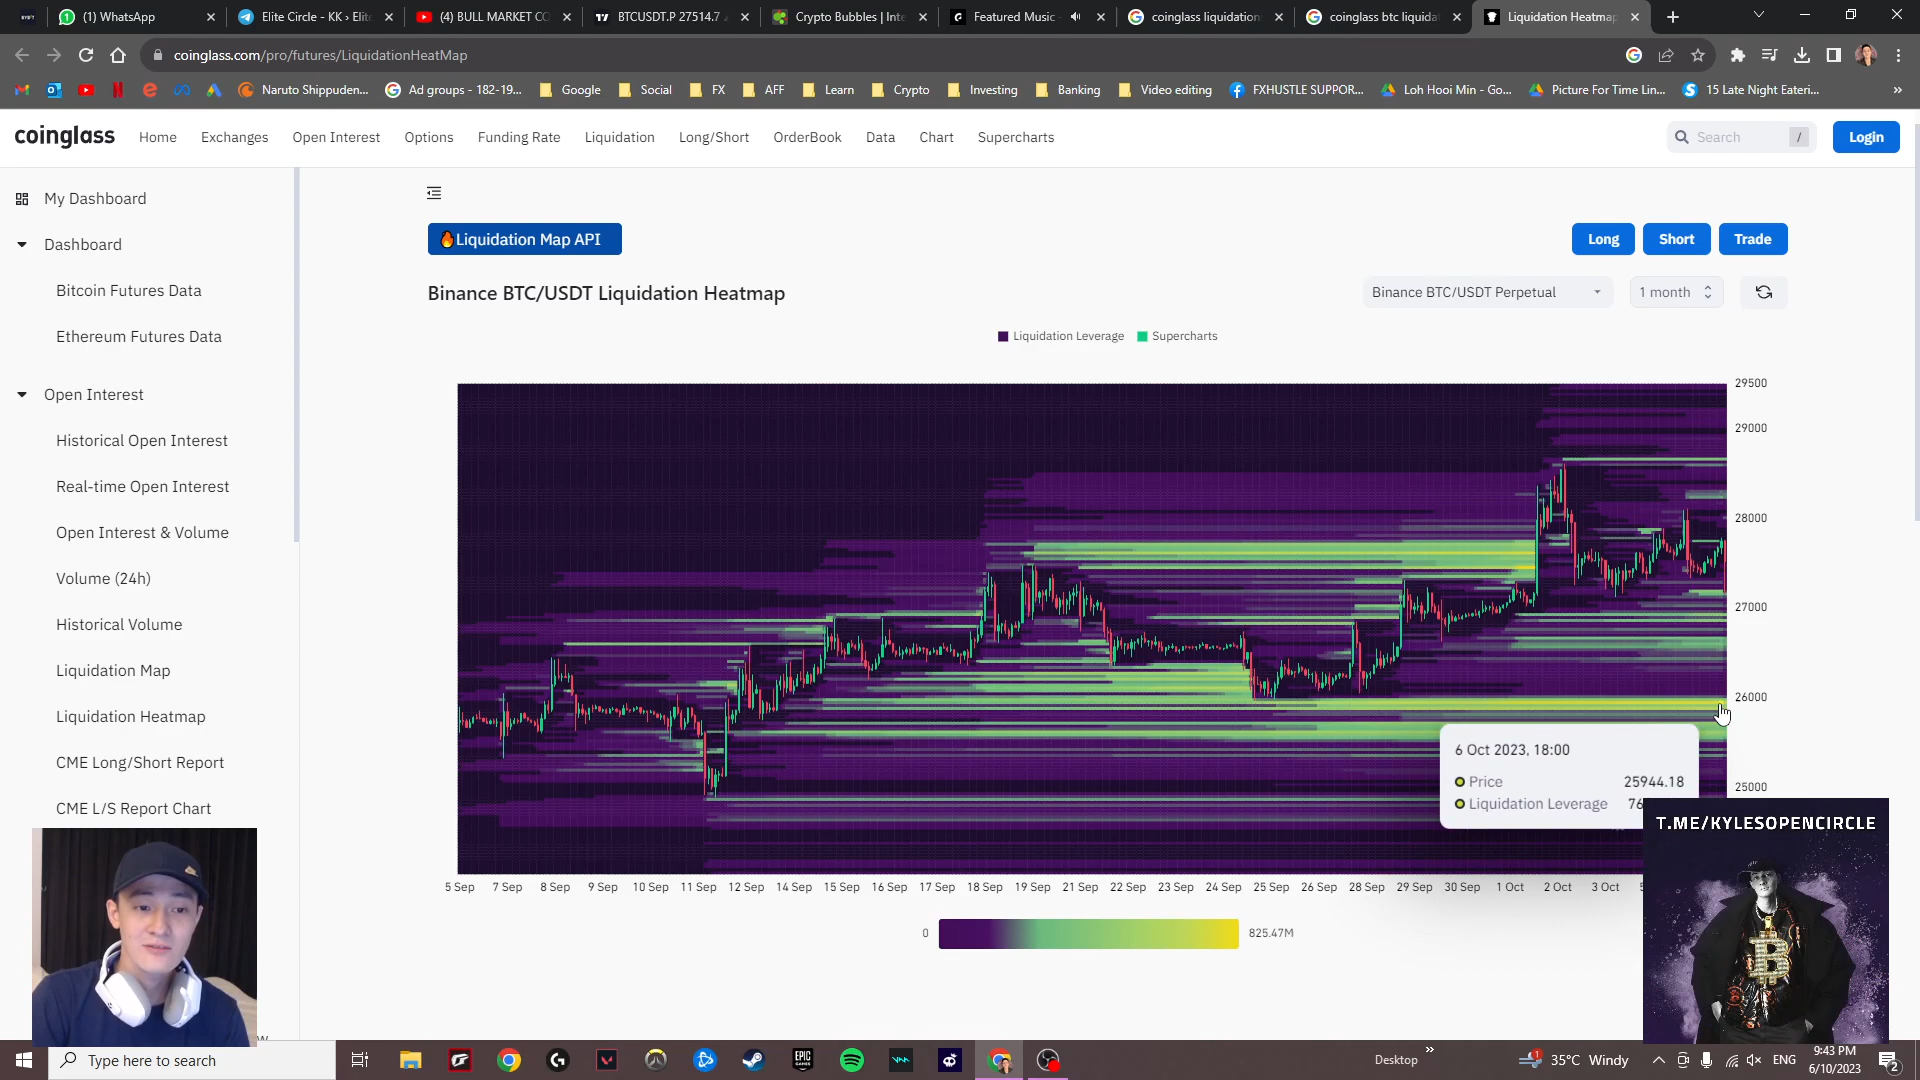 (1) WhatsApp
Elite Circle - KK › Elite
(4) BULL MARKET CO
BTCUSDT.P 27514.7
Crypto Bubbles | Inte
Featured Music -
coinglass liquidation
coinglass btc liquida
Liquidation Heatmap
coinglass.com/pro/futures/LiquidationHeatMap
Naruto Shippuden...
Ad groups - 182-19...
Google
Social
FX
AFF
Learn
Crypto
Investing
Banking
Video editing
FXHUSTLE SUPPOR...
Loh Hooi Min - Go...
Picture For Time Lin...
15 Late Night Eateri...
coinglass
Home
Exchanges
Open Interest
Options
Funding Rate
Liquidation
Long/Short
OrderBook
Data
Chart
Supercharts
Search
/
Login
My Dashboard
Dashboard
Bitcoin Futures Data
Ethereum Futures Data
Open Interest
Historical Open Interest
Real-time Open Interest
Open Interest & Volume
Volume (24h)
Historical Volume
Liquidation Map
Liquidation Heatmap
CME Long/Short Report
CME L/S Report Chart
Liquidation Map API
Long
Short
Trade
Binance BTC/USDT Liquidation Heatmap
Binance BTC/USDT Perpetual
1 month
Liquidation Leverage
Supercharts
29500
29000
28000
27000
26000
25000
6 Oct 2023, 18:00
Price 25944.18
Liquidation Leverage 76
5 Sep 7 Sep 8 Sep 9 Sep 10 Sep 11 Sep 12 Sep 14 Sep 15 Sep 16 Sep 17 Sep 18 Sep 19 Sep 21 Sep 22 Sep 23 Sep 24 Sep 25 Sep 26 Sep 28 Sep 29 Sep 30 Sep 1 Oct 2 Oct 3 Oct
0
825.47M
T.ME/KYLESOPENCIRCLE
Type here to search
Desktop
35°C Windy
ENG
9:43 PM
6/10/2023
2